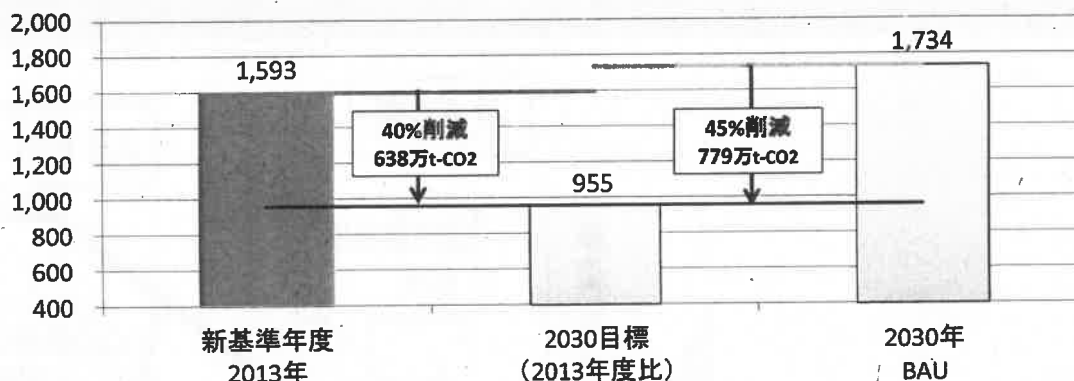 2,000
1,800
1,600
1,400
1,200
1,000
800
600
400
1,593
1,734
955
40%削減
638万t-CO2
45%削減
779万t-CO2
新基準年度
2013年
2030目標
（2013年度比）
2030年
BAU